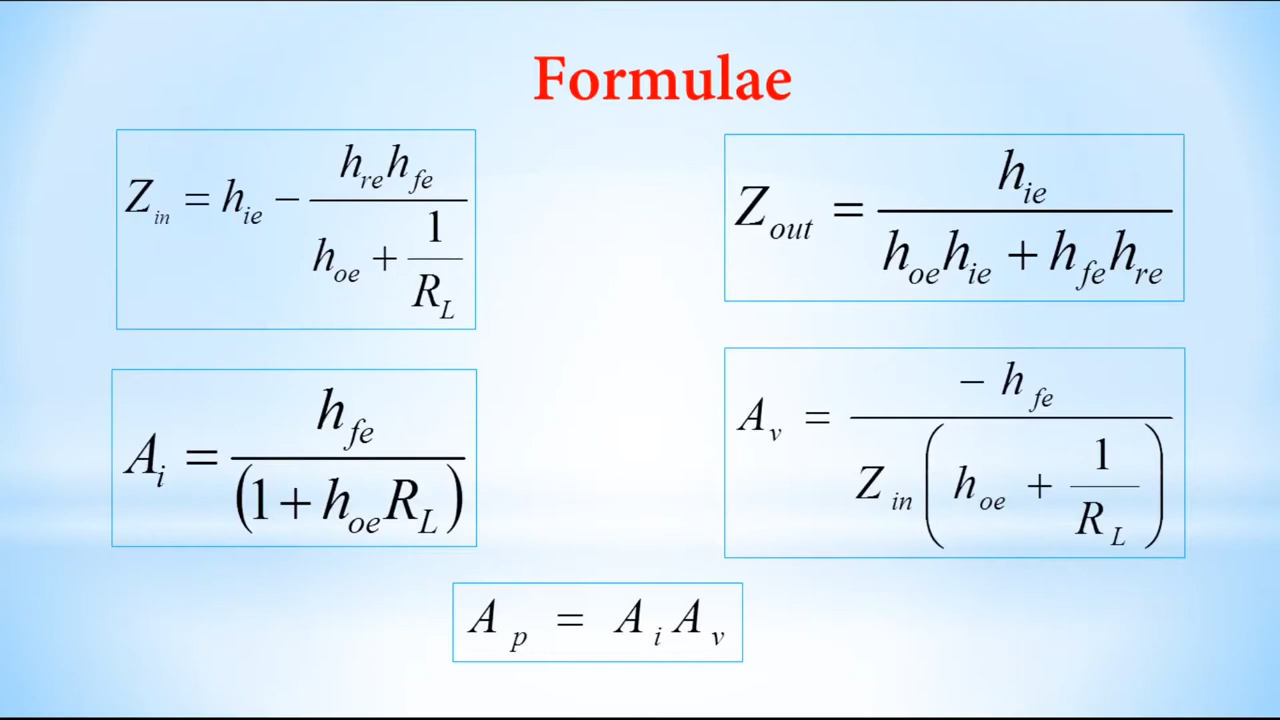 Formulae
Z_in = h_ie − (h_re h_fe) / (h_oe + 1/R_L)
Z_out = h_ie / (h_oe h_ie + h_fe h_re)
A_i = h_fe / (1 + h_oe R_L)
A_v = − h_fe / (Z_in (h_oe + 1/R_L))
A_p = A_i A_v